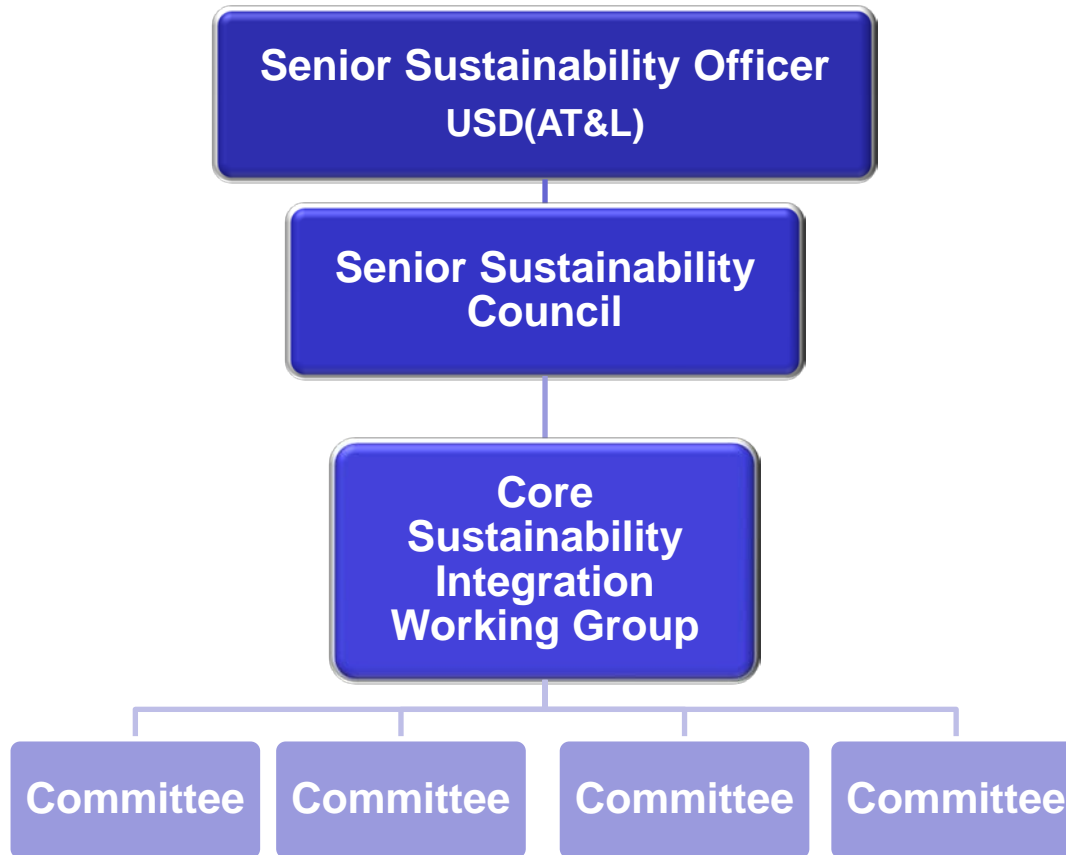 Senior Sustainability Officer
USD(AT&L)
Senior Sustainability
Council
Core
Sustainability
Integration
Working Group
Committee
Committee
Committee
Committee